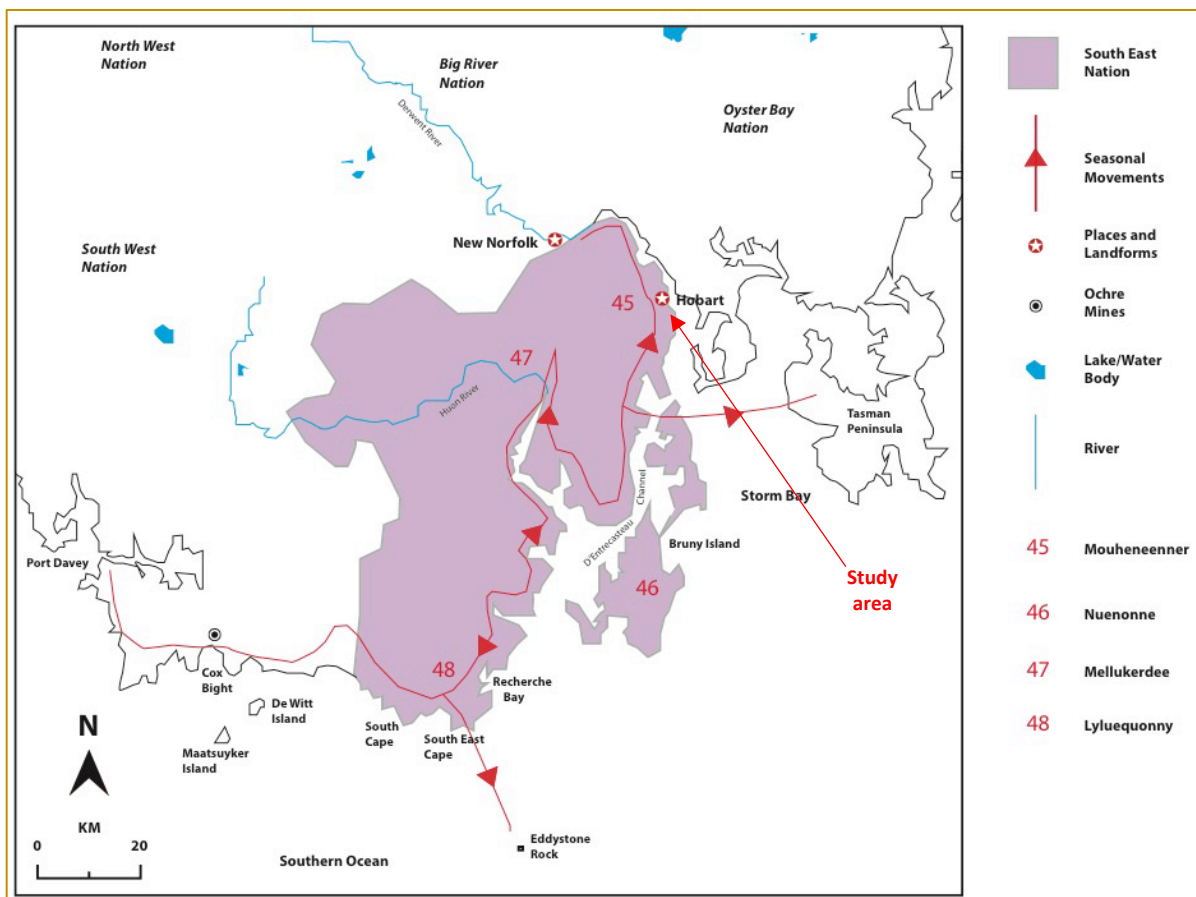 North West
Nation
Big River
Nation
Oyster Bay
Nation
Derwent River
South West
Nation
New Norfolk
45
Hobart
47
Huon River
Tasman
Peninsula
Channel
Storm Bay
D'Entrecasteau
Bruny Island
46
Study
area
Port Davey
48
Cox
Bight
Recherche
Bay
De Witt
Island
South
Cape
South East
Cape
Maatsuyker
Island
N
KM
0
20
Eddystone
Rock
Southern Ocean
South East
Nation
Seasonal
Movements
Places and
Landforms
Ochre
Mines
Lake/Water
Body
River
45
Mouheneenner
46
Nuenonne
47
Mellukerdee
48
Lyluequonny